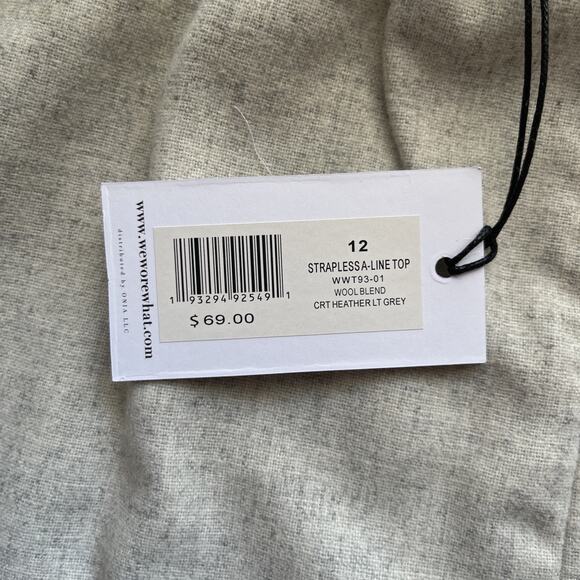 www.weworewhat.com
distributed by ONIA LLC
12
STRAPLESS A-LINE TOP
WWT93-01
WOOL BLEND
CRT HEATHER LT GREY
1 93294 92549 1
$ 69.00